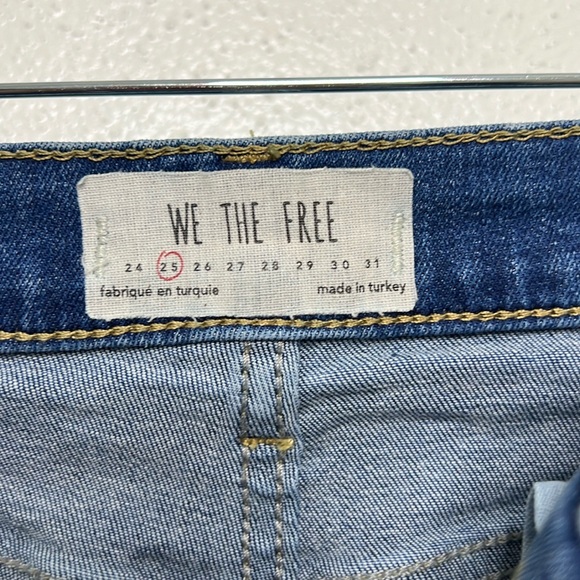 WE THE FREE
24 25 26 27 28 29 30 31
fabriqué en turquie made in turkey